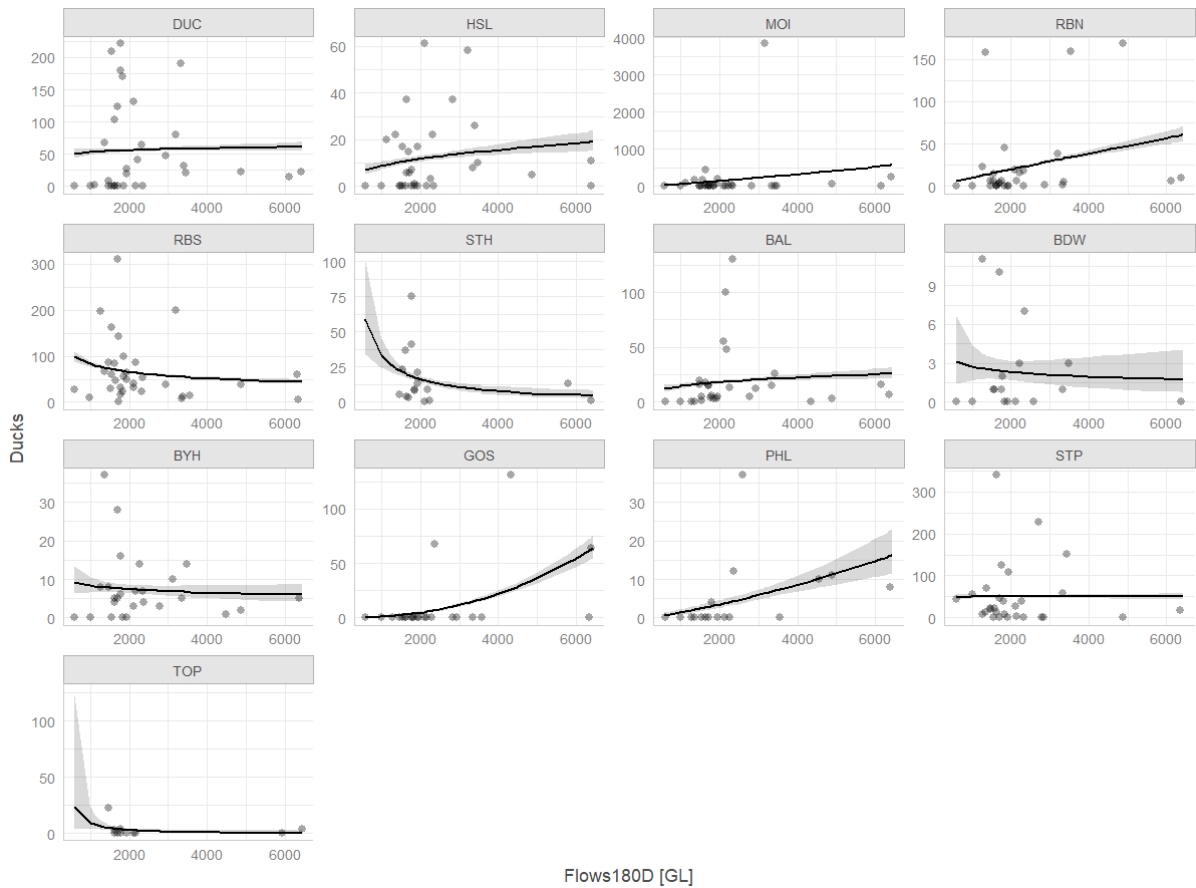 DUC HSL MOI RBN
200 150 100 50 0
60 40 20 0
4000 3000 2000 1000 0
150 100 50 0
2000 4000 6000 2000 4000 6000 2000 4000 6000 2000 4000 6000
RBS STH BAL BDW
300 200 100 0
100 75 50 25 0
100 50 0
9 6 3 0
2000 4000 6000 2000 4000 6000 2000 4000 6000 2000 4000 6000
Ducks
BYH GOS PHL STP
30 20 10 0
100 50 0
30 20 10 0
300 200 100 0
2000 4000 6000 2000 4000 6000 2000 4000 6000 2000 4000 6000
TOP
100 50 0
2000 4000 6000
Flows180D [GL]